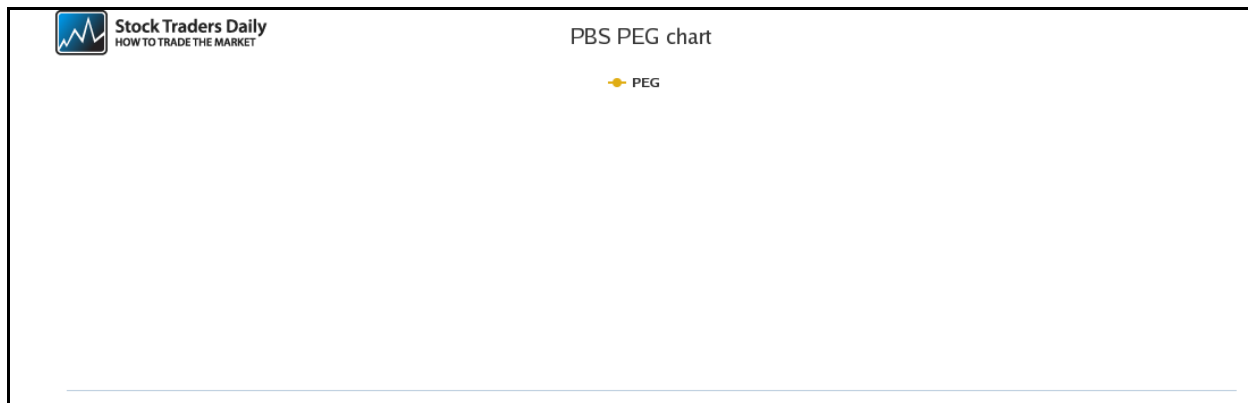 Stock Traders Daily
HOW TO TRADE THE MARKET
PBS PEG chart
PEG